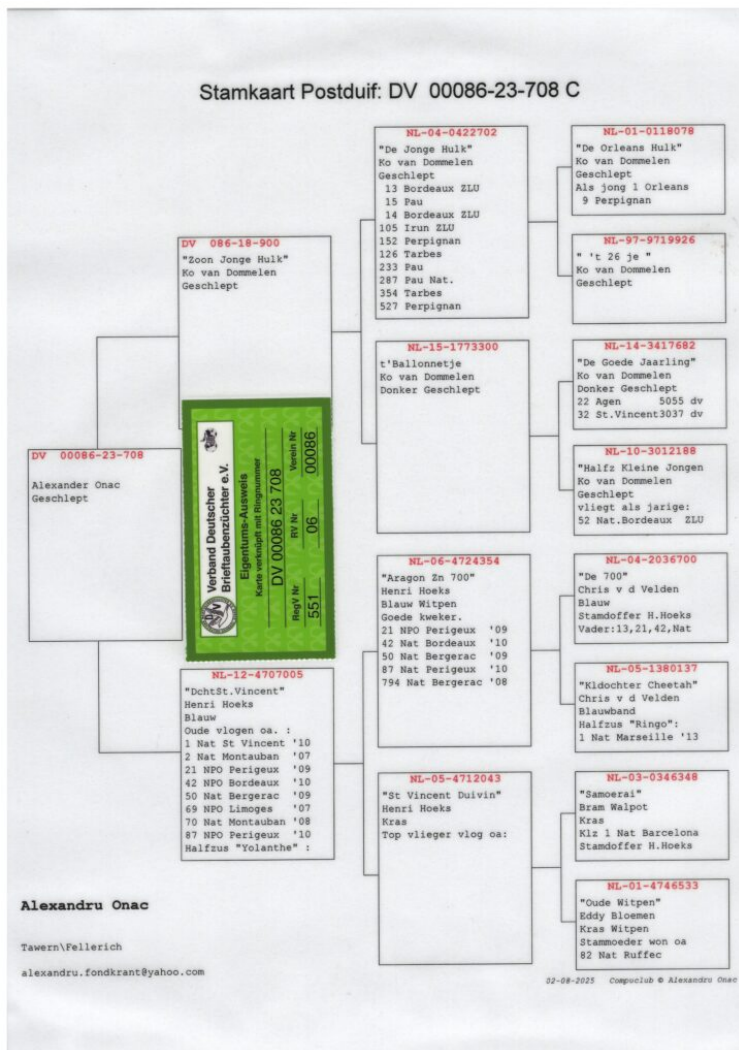 Stamkaart Postduif: DV 00086-23-708 C
DV 00086-23-708
Alexander Onac
Geschlept
DV 086-18-900
"Zoon Jonge Hulk"
Ko van Dommelen
Geschlept
Verband Deutscher
Brieftaubenzüchter e.V.
Eigentums-Ausweis
Karte verknüpft mit Ringnummer
DV 00086 23 708
RegV Nr
RV Nr
Verein Nr
551
06
00086
NL-12-4707005
"DchtSt.Vincent"
Henri Hoeks
Blauw
Oude vlogen oa. :
1 Nat St Vincent '10
2 Nat Montauban '07
21 NPO Perigeux '09
42 NPO Bordeaux '10
50 Nat Bergerac '09
69 NPO Limoges '07
70 Nat Montauban '08
87 NPO Perigeux '10
Halfzus "Yolanthe" :
NL-04-0422702
"De Jonge Hulk"
Ko van Dommelen
Geschlept
13 Bordeaux ZLU
15 Pau
14 Bordeaux ZLU
105 Irun ZLU
152 Perpignan
126 Tarbes
233 Pau
287 Pau Nat.
354 Tarbes
527 Perpignan
NL-15-1773300
t'Ballonnetje
Ko van Dommelen
Donker Geschlept
NL-06-4724354
"Aragon Zn 700"
Henri Hoeks
Blauw Witpen
Goede kweker.
21 NPO Perigeux '09
42 Nat Bordeaux '10
50 Nat Bergerac '09
87 Nat Perigeux '10
794 Nat Bergerac '08
NL-05-4712043
"St Vincent Duivin"
Henri Hoeks
Kras
Top vlieger vlog oa:
NL-01-0118078
"De Orleans Hulk"
Ko van Dommelen
Geschlept
Als jong 1 Orleans
9 Perpignan
NL-97-9719926
" 't 26 je "
Ko van Dommelen
Geschlept
NL-14-3417682
"De Goede Jaarling"
Ko van Dommelen
Donker Geschlept
22 Agen 5055 dv
32 St.Vincent3037 dv
NL-10-3012188
"Halfz Kleine Jongen
Ko van Dommelen
Geschlept
vliegt als jarige:
52 Nat.Bordeaux ZLU
NL-04-2036700
"De 700"
Chris v d Velden
Blauw
Stamdoffer H.Hoeks
Vader:13,21,42,Nat
NL-05-1380137
"Kldochter Cheetah"
Chris v d Velden
Blauwband
Halfzus "Ringo":
1 Nat Marseille '13
NL-03-0346348
"Samoerai"
Bram Walpot
Kras
Klz 1 Nat Barcelona
Stamdoffer H.Hoeks
NL-01-4746533
"Oude Witpen"
Eddy Bloemen
Kras Witpen
Stammoeder won oa
82 Nat Ruffec
Alexandru Onac
Tawern\Fellerich
alexandru.fondkrant@yahoo.com
02-08-2025 Compuclub © Alexandru Onac